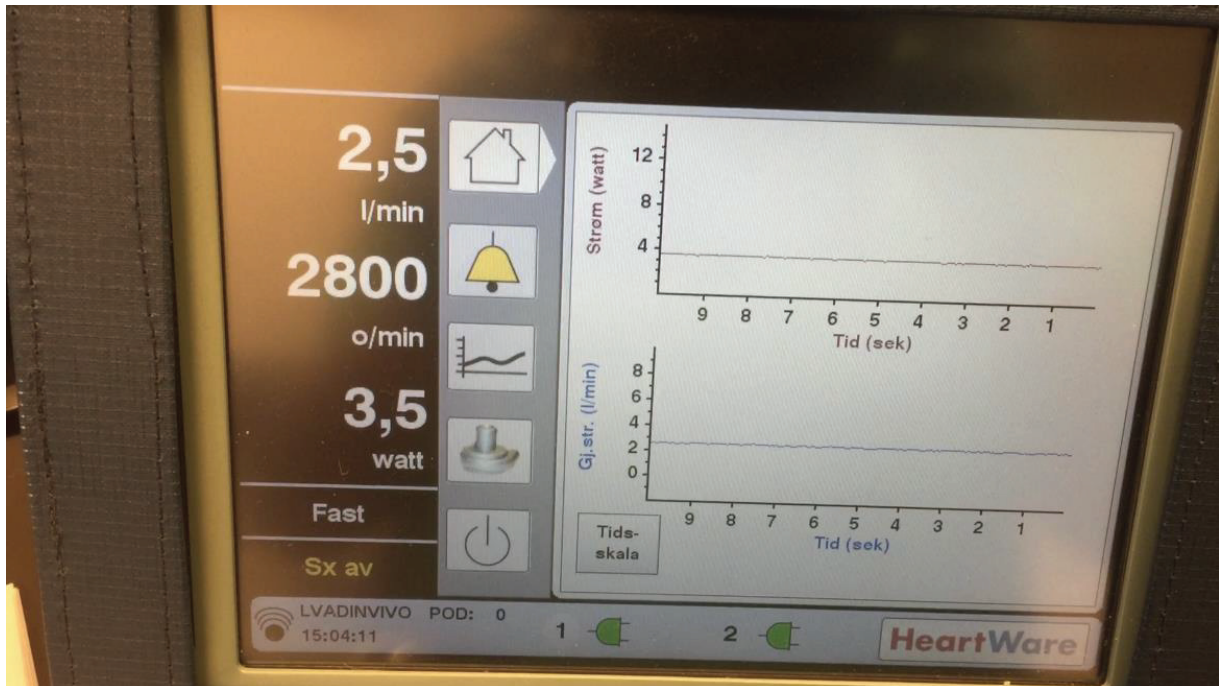 2,5
l/min
2800
o/min
3,5
watt
Fast
Sx av
Strøm (watt)
12
8
4
9 8 7 6 5 4 3 2 1
Tid (sek)
Gj.str. (l/min)
8
6
4
2
0
9 8 7 6 5 4 3 2 1
Tid (sek)
Tids-
skala
LVADINVIVO POD: 0
15:04:11
1
2
HeartWare